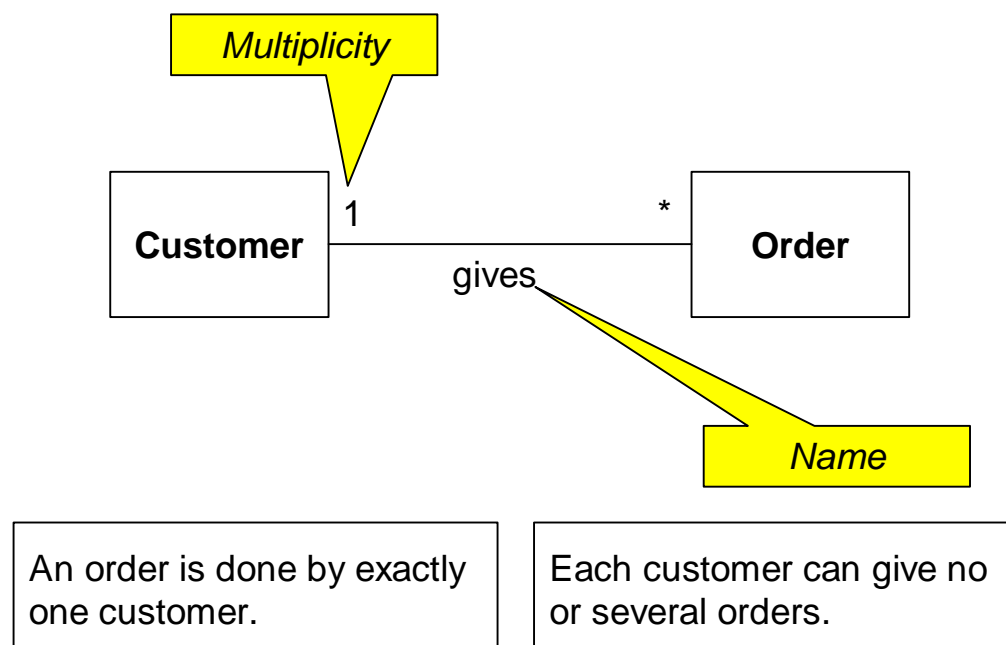 Multiplicity
1
*
Customer
Order
gives
Name
An order is done by exactly
one customer.
Each customer can give no
or several orders.